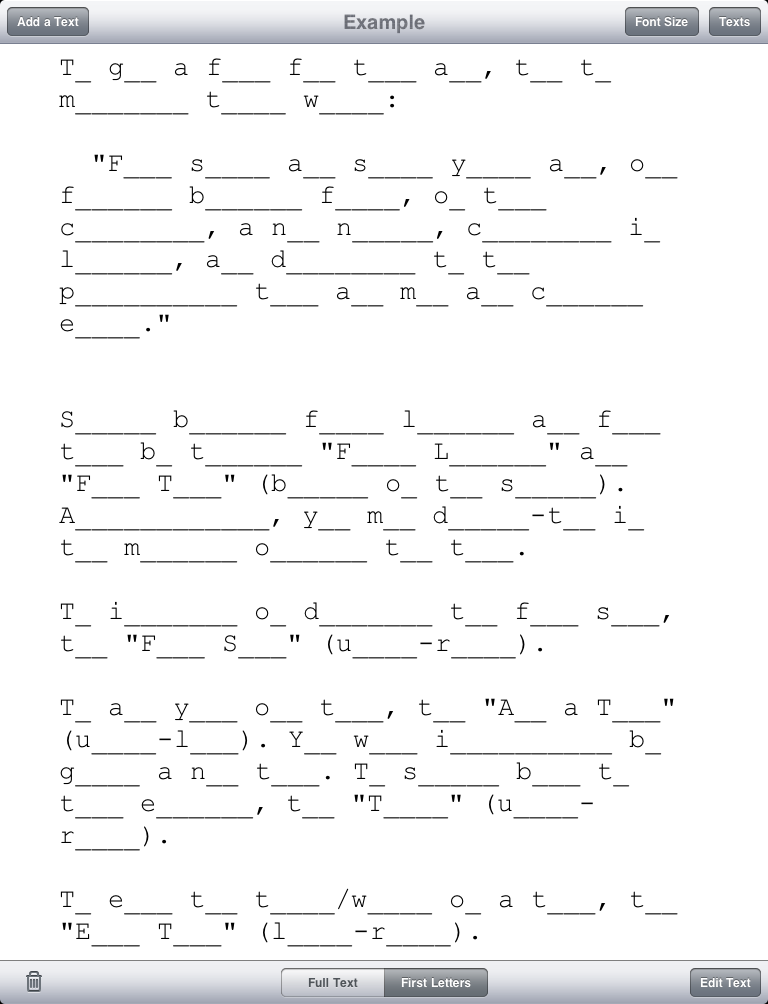 Add a Text Example Font Size Texts
T_ g__ a f___ f__ t___ a__, t__ t_
m_______ t____ w____:
"F___ s____ a__ s____ y____ a__, o__
f______ b______ f____, o_ t___
c________, a n__ n_____, c________ i_
l______, a__ d_________ t_ t__
p__________ t___ a__ m__ a__ c______
e____."
S_____ b______ f____ l______ a__ f___
t___ b_ t______ "F____ L______" a__
"F___ T___" (b_____ o_ t__ s_____).
A____________, y__ m__ d_____-t__ i_
t__ m______ o______ t__ t___.
T_ i_______ o_ d_______ t__ f___ s___,
t__ "F___ S___" (u____-r____).
T_ a__ y___ o__ t___, t__ "A__ a T___"
(u____-l___). Y__ w___ i__________ b_
g____ a n__ t___. T_ s_____ b___ t_
t___ e______, t__ "T____" (u____-
r____).
T_ e___ t__ t____/w____ o_ a t___, t__
"E___ T___" (l____-r____).
Full Text First Letters Edit Text